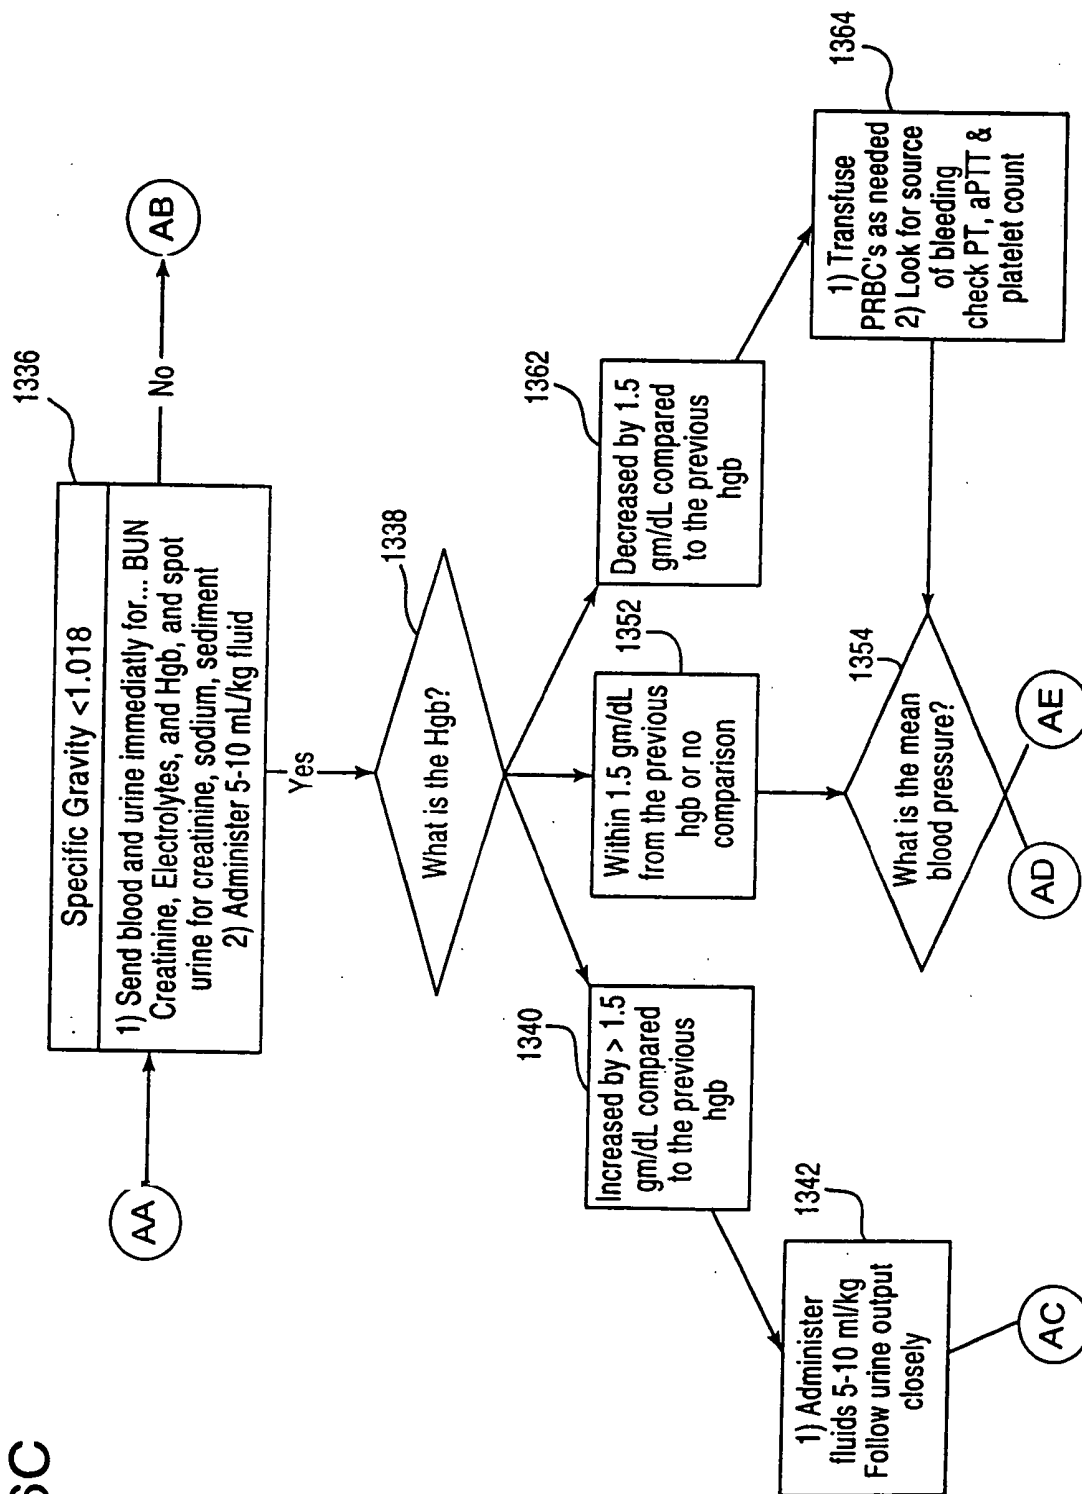 6C
AA
1336
Specific Gravity <1.018
1) Send blood and urine immediatly for... BUN
Creatinine, Electrolytes, and Hgb, and spot
urine for creatinine, sodium, sediment
2) Administer 5-10 mL/kg fluid
No
AB
Yes
1338
What is the Hgb?
1340
Increased by > 1.5
gm/dL compared
to the previous
hgb
1352
Within 1.5 gm/dL
from the previous
hgb or no
comparison
1362
Decreased by 1.5
gm/dL compared
to the previous
hgb
1342
1) Administer
fluids 5-10 ml/kg
Follow urine output
closely
1354
What is the mean
blood pressure?
1364
1) Transfuse
PRBC's as needed
2) Look for source
of bleeding
check PT, aPTT &
platelet count
AC
AD
AE